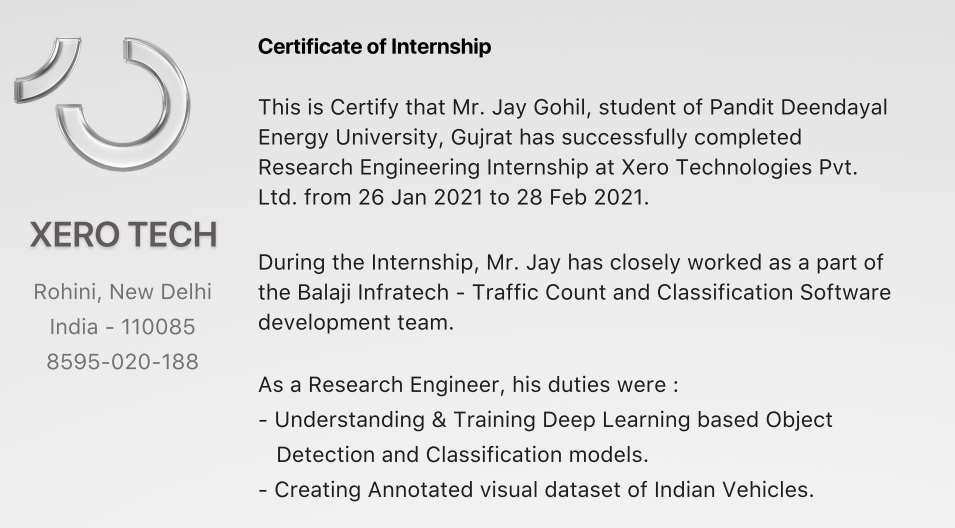 XERO TECH
Rohini, New Delhi
India - 110085
8595-020-188
Certificate of Internship
This is Certify that Mr. Jay Gohil, student of Pandit Deendayal
Energy University, Gujrat has successfully completed
Research Engineering Internship at Xero Technologies Pvt.
Ltd. from 26 Jan 2021 to 28 Feb 2021.
During the Internship, Mr. Jay has closely worked as a part of
the Balaji Infratech - Traffic Count and Classification Software
development team.
As a Research Engineer, his duties were :
- Understanding & Training Deep Learning based Object
Detection and Classification models.
- Creating Annotated visual dataset of Indian Vehicles.